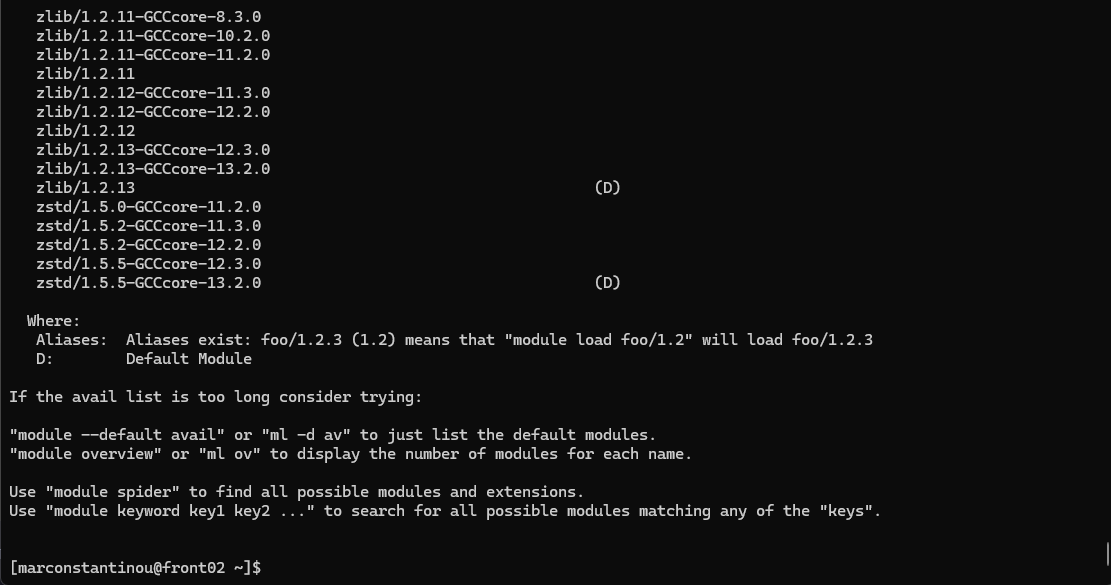 zlib/1.2.11-GCCcore-8.3.0
zlib/1.2.11-GCCcore-10.2.0
zlib/1.2.11-GCCcore-11.2.0
zlib/1.2.11
zlib/1.2.12-GCCcore-11.3.0
zlib/1.2.12-GCCcore-12.2.0
zlib/1.2.12
zlib/1.2.13-GCCcore-12.3.0
zlib/1.2.13-GCCcore-13.2.0
zlib/1.2.13 (D)
zstd/1.5.0-GCCcore-11.2.0
zstd/1.5.2-GCCcore-11.3.0
zstd/1.5.2-GCCcore-12.2.0
zstd/1.5.5-GCCcore-12.3.0
zstd/1.5.5-GCCcore-13.2.0 (D)
Where:
Aliases: Aliases exist: foo/1.2.3 (1.2) means that "module load foo/1.2" will load foo/1.2.3
D: Default Module
If the avail list is too long consider trying:
"module --default avail" or "ml -d av" to just list the default modules.
"module overview" or "ml ov" to display the number of modules for each name.
Use "module spider" to find all possible modules and extensions.
Use "module keyword key1 key2 ..." to search for all possible modules matching any of the "keys".
[marconstantinou@front02 ~]$